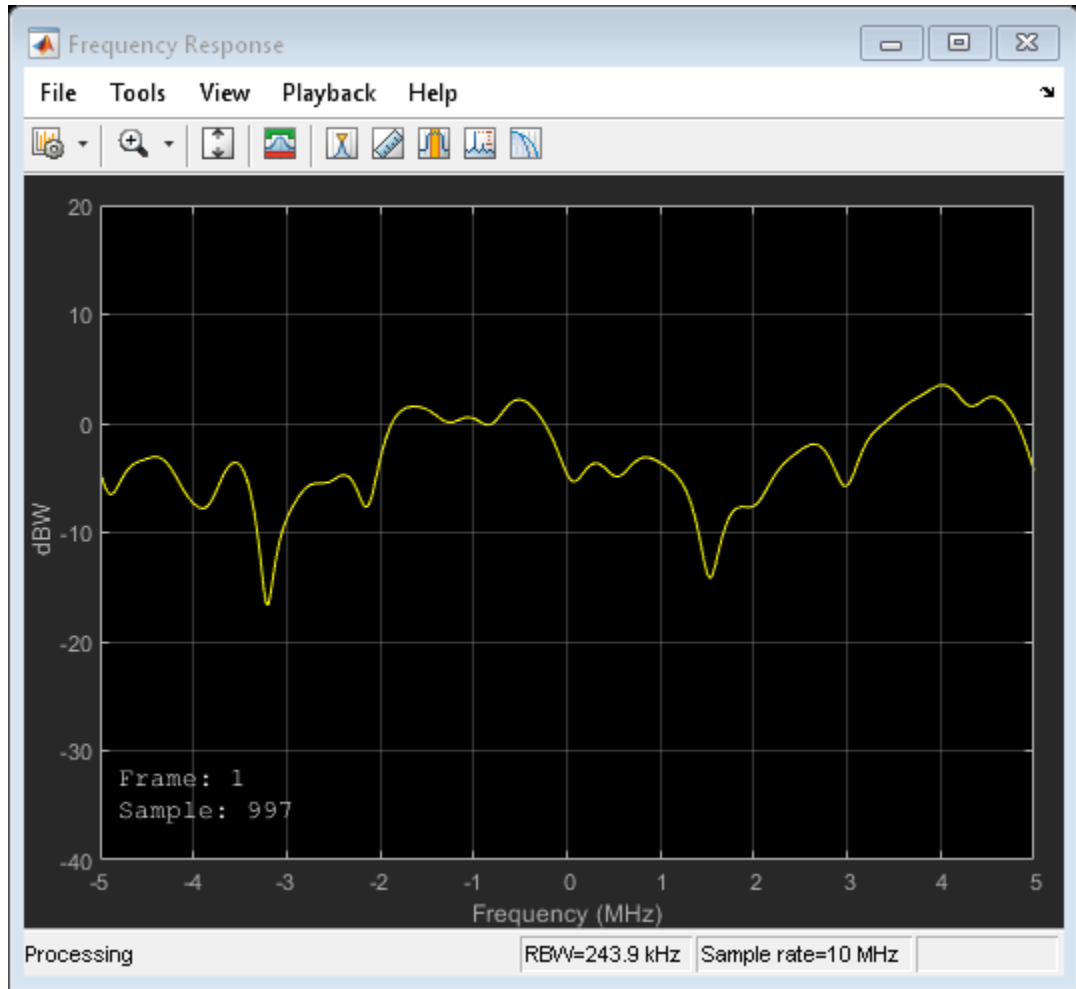 Frequency Response
File Tools View Playback Help
20
10
0
-10
-20
-30
-40
dBW
Frame: 1
Sample: 997
-5 -4 -3 -2 -1 0 1 2 3 4 5
Frequency (MHz)
Processing RBW=243.9 kHz Sample rate=10 MHz